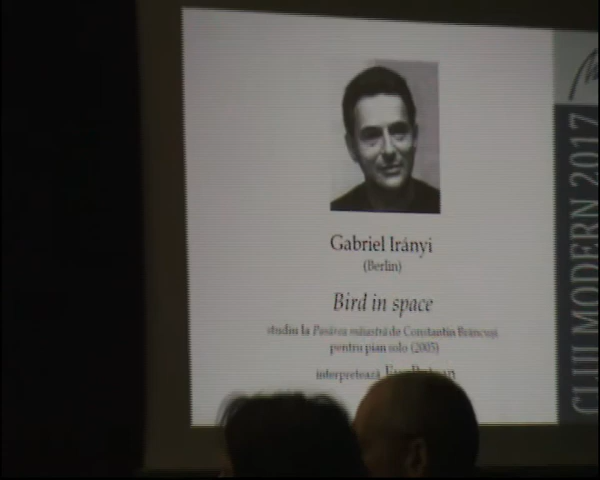 Gabriel Irányi
(Berlin)
Bird in space
studiu la Pasărea măiastră de Constantin Brâncuși
pentru pian solo (2005)
interpretează
CLUJ MODERN 2017